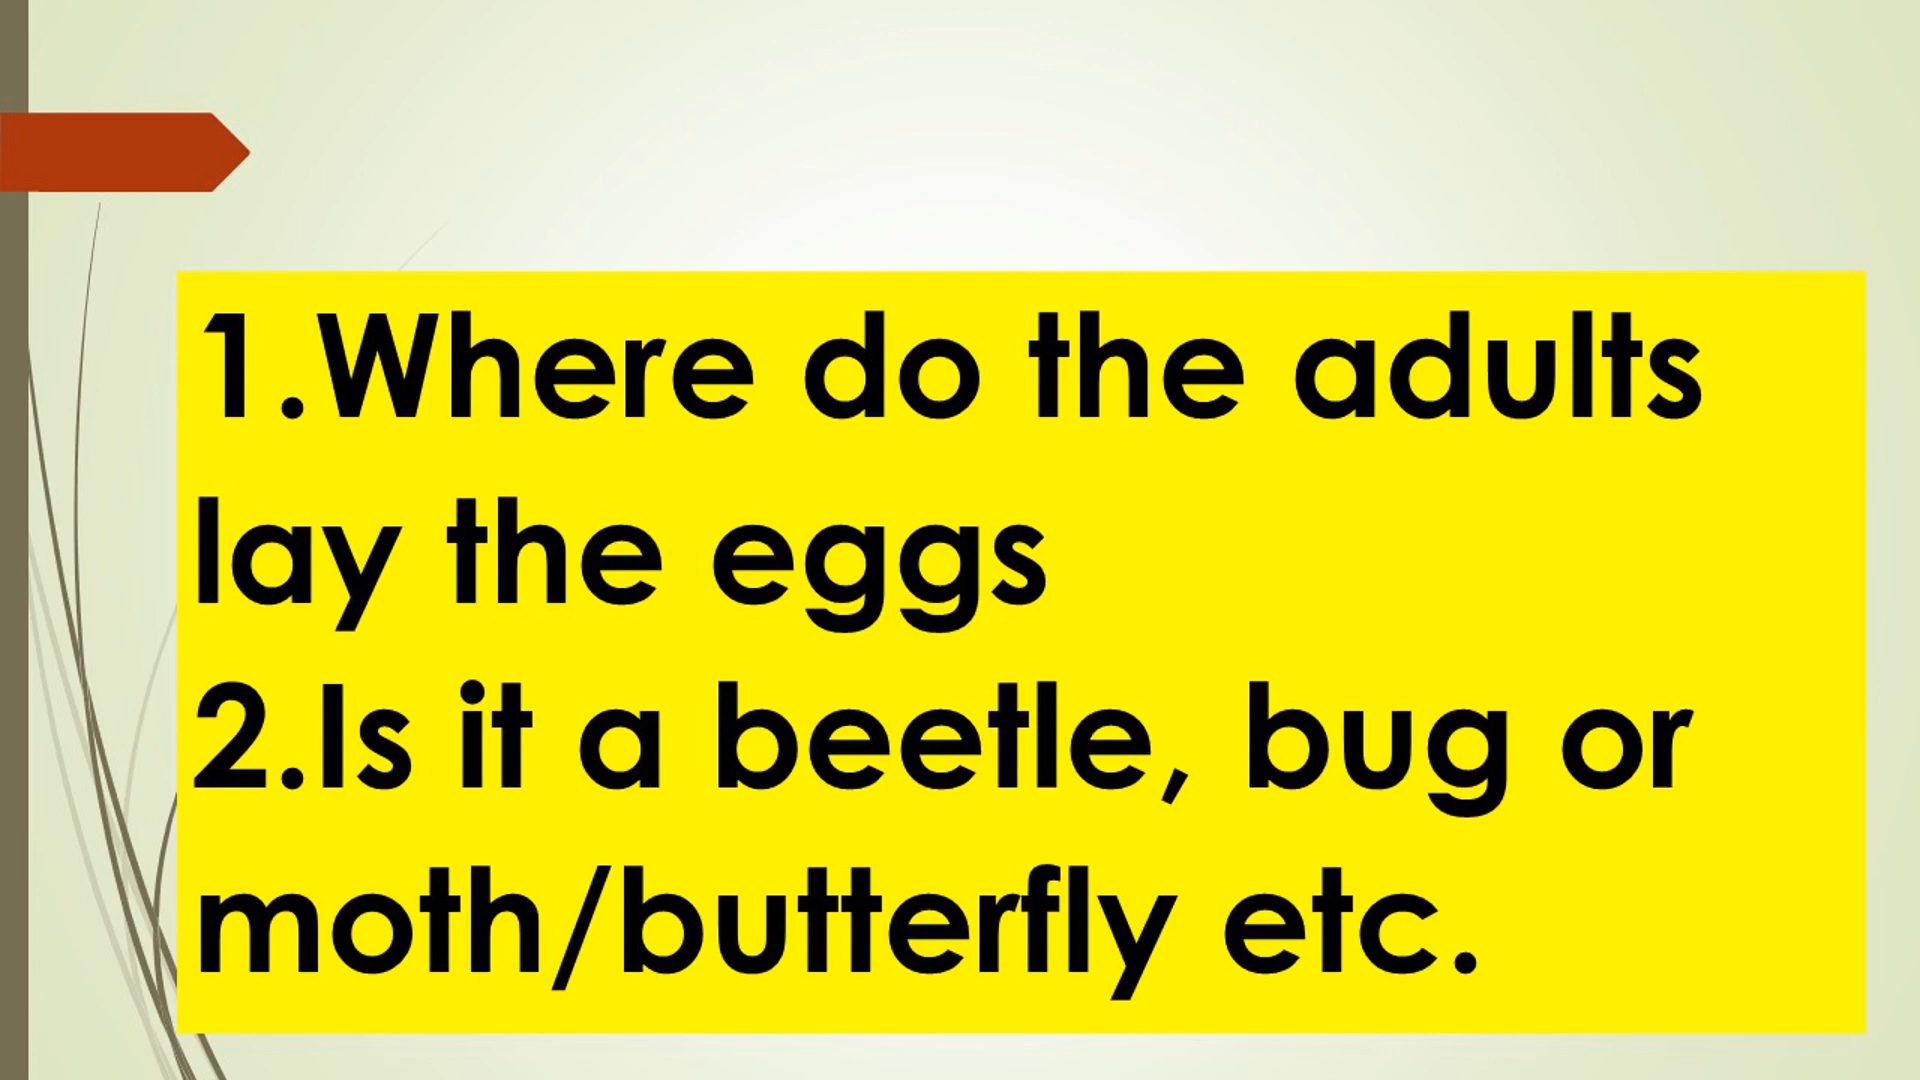 1.Where do the adults
lay the eggs
2.Is it a beetle, bug or
moth/butterfly etc.